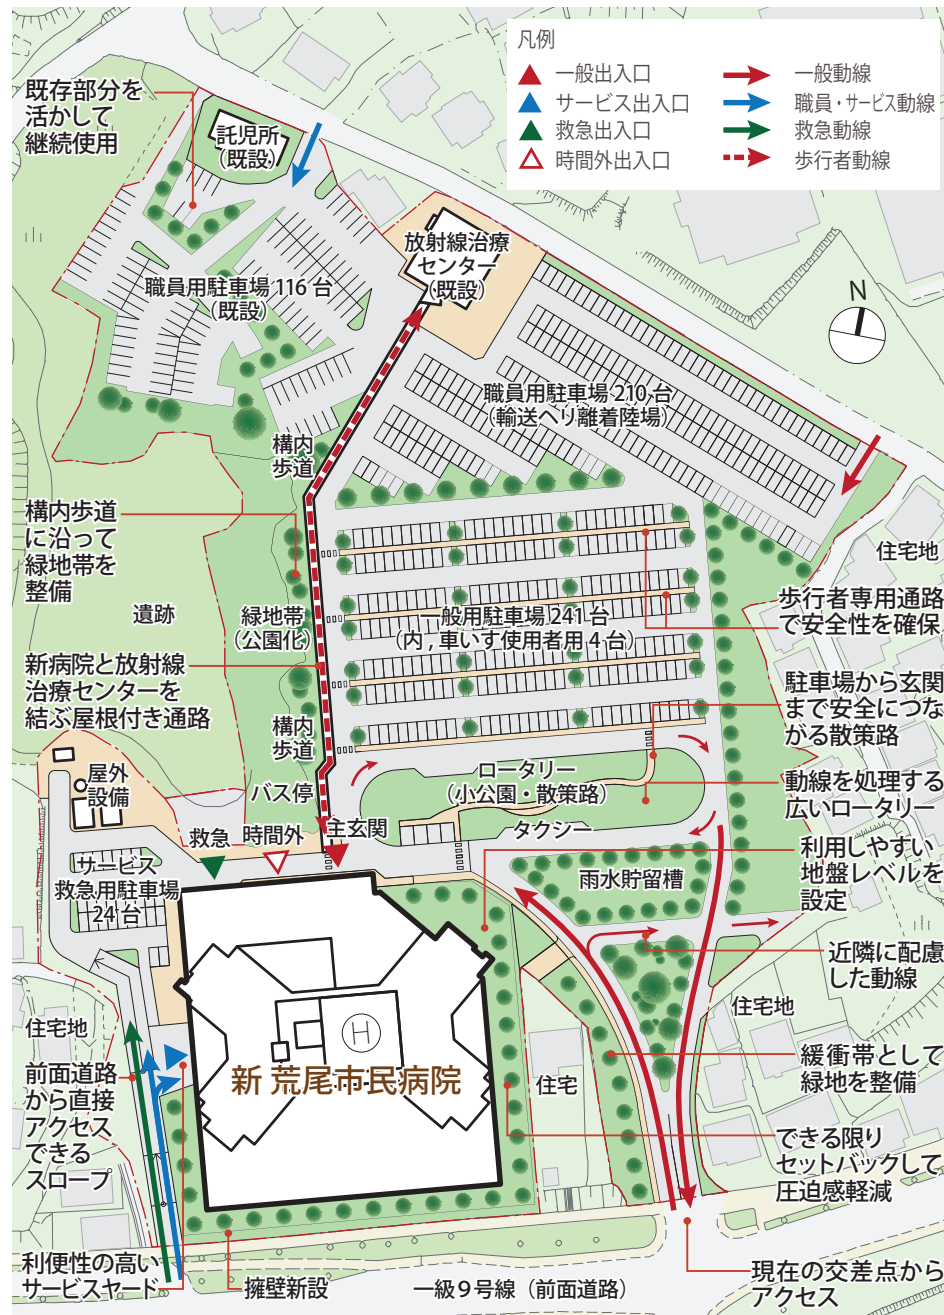 凡例
一般出入口
一般動線
サービス出入口
職員・サービス動線
救急出入口
救急動線
時間外出入口
歩行者動線
既存部分を
活かして
継続使用
託児所
(既設)
放射線治療
センター
(既設)
N
職員用駐車場116台
(既設)
職員用駐車場210台
(輸送ヘリ離着陸場)
構内
歩道
構内歩道
に沿って
緑地帯を
整備
住宅地
遺跡
緑地帯
(公園化)
一般用駐車場241台
(内,車いす使用者用4台)
歩行者専用通路
で安全性を確保
新病院と放射線
治療センターを
結ぶ屋根付き通路
駐車場から玄関
まで安全につな
がる散策路
構内
歩道
屋外
設備
バス停
ロータリー
(小公園・散策路)
動線を処理する
広いロータリー
救急
時間外
主玄関
タクシー
利用しやすい
地盤レベルを
設定
サービス
救急用駐車場
24台
雨水貯留槽
近隣に配慮
した動線
住宅地
住宅地
H
前面道路
から直接
アクセス
できる
スロープ
新 荒尾市民病院
住宅
緩衝帯として
緑地を整備
できる限り
セットバックして
圧迫感軽減
利便性の高い
サービスヤード
擁壁新設
一級9号線(前面道路)
現在の交差点から
アクセス